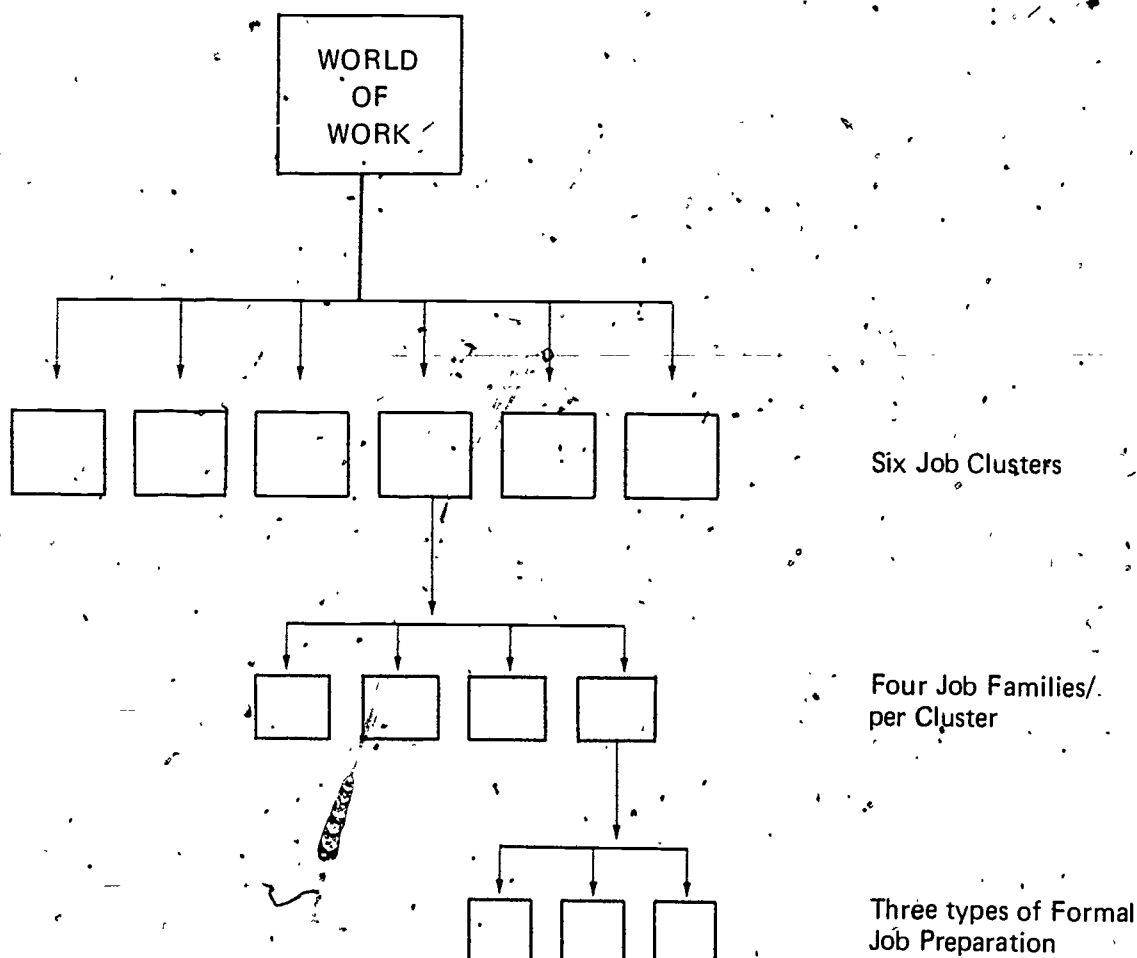 WORLD
OF
WORK
Six Job Clusters
Four Job Families/
per Cluster
Three types of Formal
Job Preparation